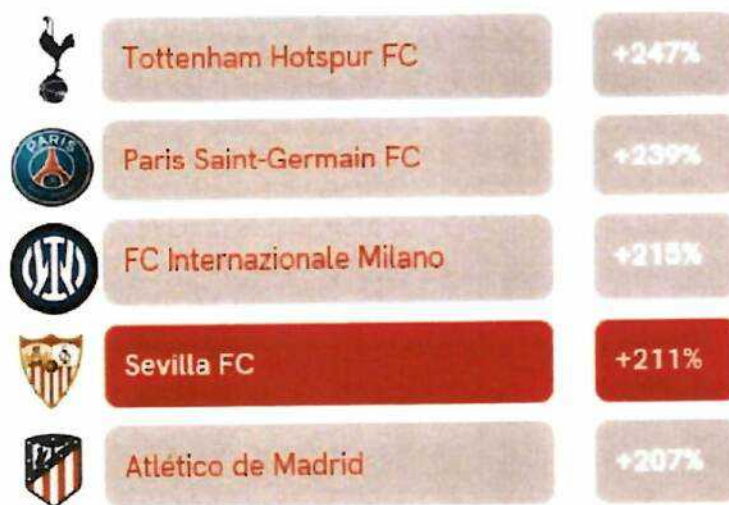 Tottenham Hotspur FC +247%
PARIS
Paris Saint-Germain FC +239%
FC Internazionale Milano +215%
Sevilla FC +211%
Atlético de Madrid +207%